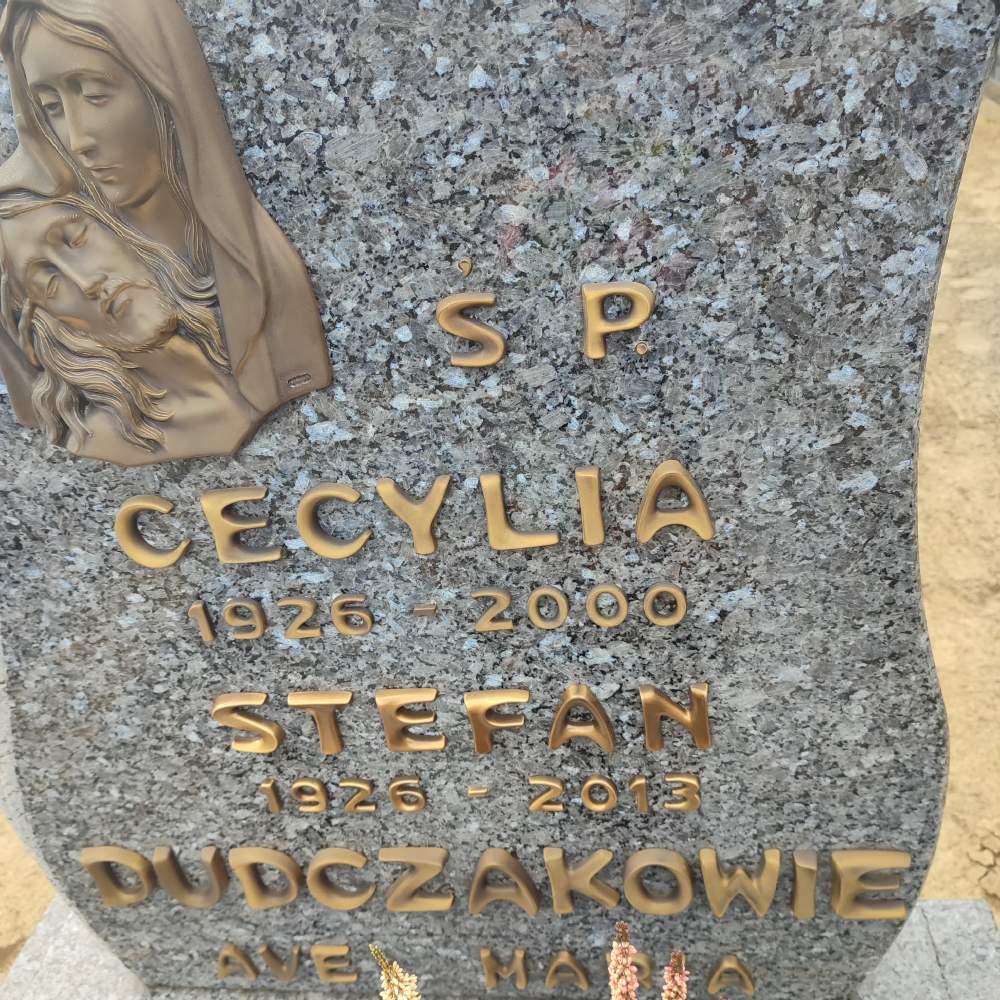 Ś P.
CECYLIA
1926 - 2000
STEFAN
1926 - 2013
DUDCZAKOWIE
AVE MARIA